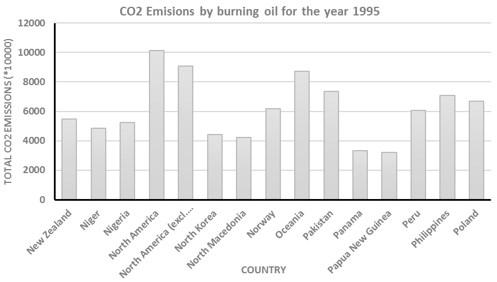 CO2 Emisions by burning oil for the year 1995
TOTAL CO2 EMISSIONS (*10000)
12000
10000
8000
6000
4000
2000
0
New Zealand
Niger
Nigeria
North America
North America (excl....
North Korea
North Macedonia
Norway
Oceania
Pakistan
Panama
Papua New Guinea
Peru
Philippines
Poland
COUNTRY